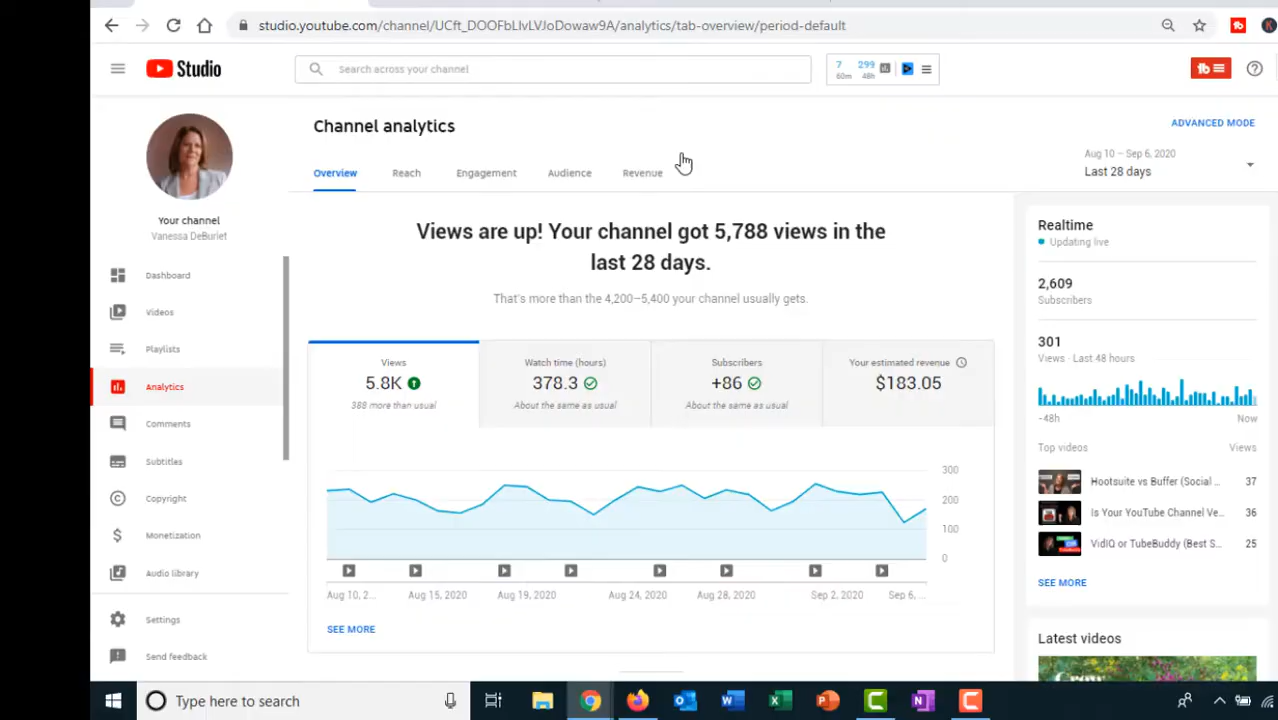 studio.youtube.com/channel/UCft_DOOFbLIvLVJoDowaw9A/analytics/tab-overview/period-default
Studio
Search across your channel
7
60m
299
48h
tb
Channel analytics
ADVANCED MODE
Aug 10 – Sep 6, 2020
Last 28 days
Overview
Reach
Engagement
Audience
Revenue
Your channel
Vanessa DeBuriet
Dashboard
Videos
Playlists
Analytics
Comments
Subtitles
Copyright
Monetization
Audio library
Settings
Send feedback
Views are up! Your channel got 5,788 views in the
last 28 days.
That's more than the 4,200–5,400 your channel usually gets.
Views
5.8K
388 more than usual
Watch time (hours)
378.3
About the same as usual
Subscribers
+86
About the same as usual
Your estimated revenue
$183.05
300
200
100
0
Aug 10, 2...
Aug 15, 2020
Aug 19, 2020
Aug 24, 2020
Aug 28, 2020
Sep 2, 2020
Sep 6, ...
SEE MORE
Realtime
Updating live
2,609
Subscribers
301
Views · Last 48 hours
-48h
Now
Top videos
Views
Hootsuite vs Buffer (Social ...
37
Is Your YouTube Channel Ve...
36
VidIQ or TubeBuddy (Best S...
25
SEE MORE
Latest videos
Type here to search